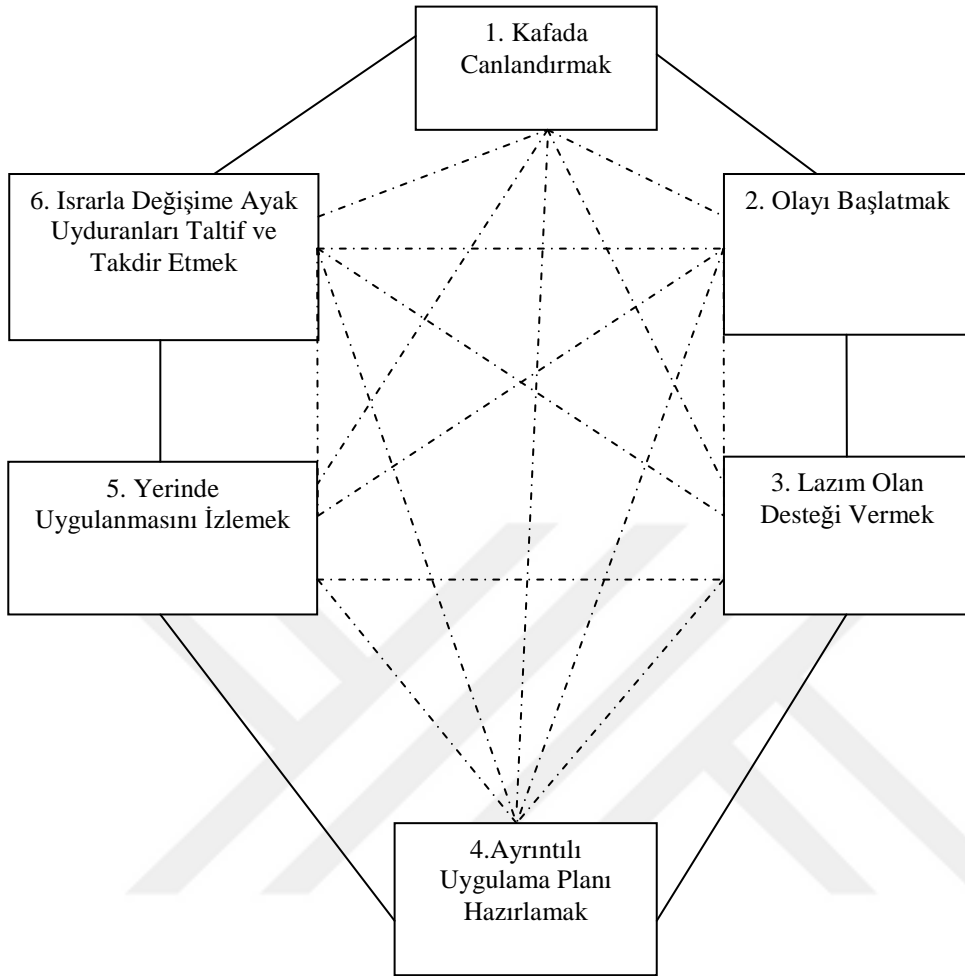 1. Kafada
Canlandırmak
6. Israrla Değişime Ayak
Uyduranları Taltif ve
Takdir Etmek
2. Olayı Başlatmak
5. Yerinde
Uygulanmasını İzlemek
3. Lazım Olan
Desteği Vermek
4.Ayrıntılı
Uygulama Planı
Hazırlamak